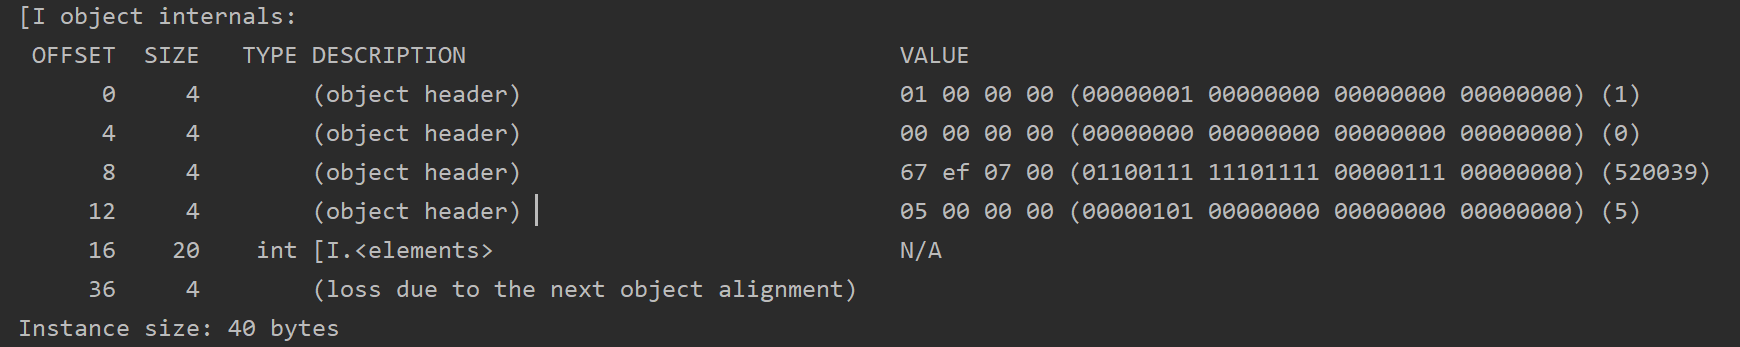 [I object internals:
 OFFSET  SIZE   TYPE DESCRIPTION                               VALUE
      0     4        (object header)                           01 00 00 00 (00000001 00000000 00000000 00000000) (1)
      4     4        (object header)                           00 00 00 00 (00000000 00000000 00000000 00000000) (0)
      8     4        (object header)                           67 ef 07 00 (01100111 11101111 00000111 00000000) (520039)
     12     4        (object header)                           05 00 00 00 (00000101 00000000 00000000 00000000) (5)
     16    20    int [I.<elements>                             N/A
     36     4        (loss due to the next object alignment)
Instance size: 40 bytes